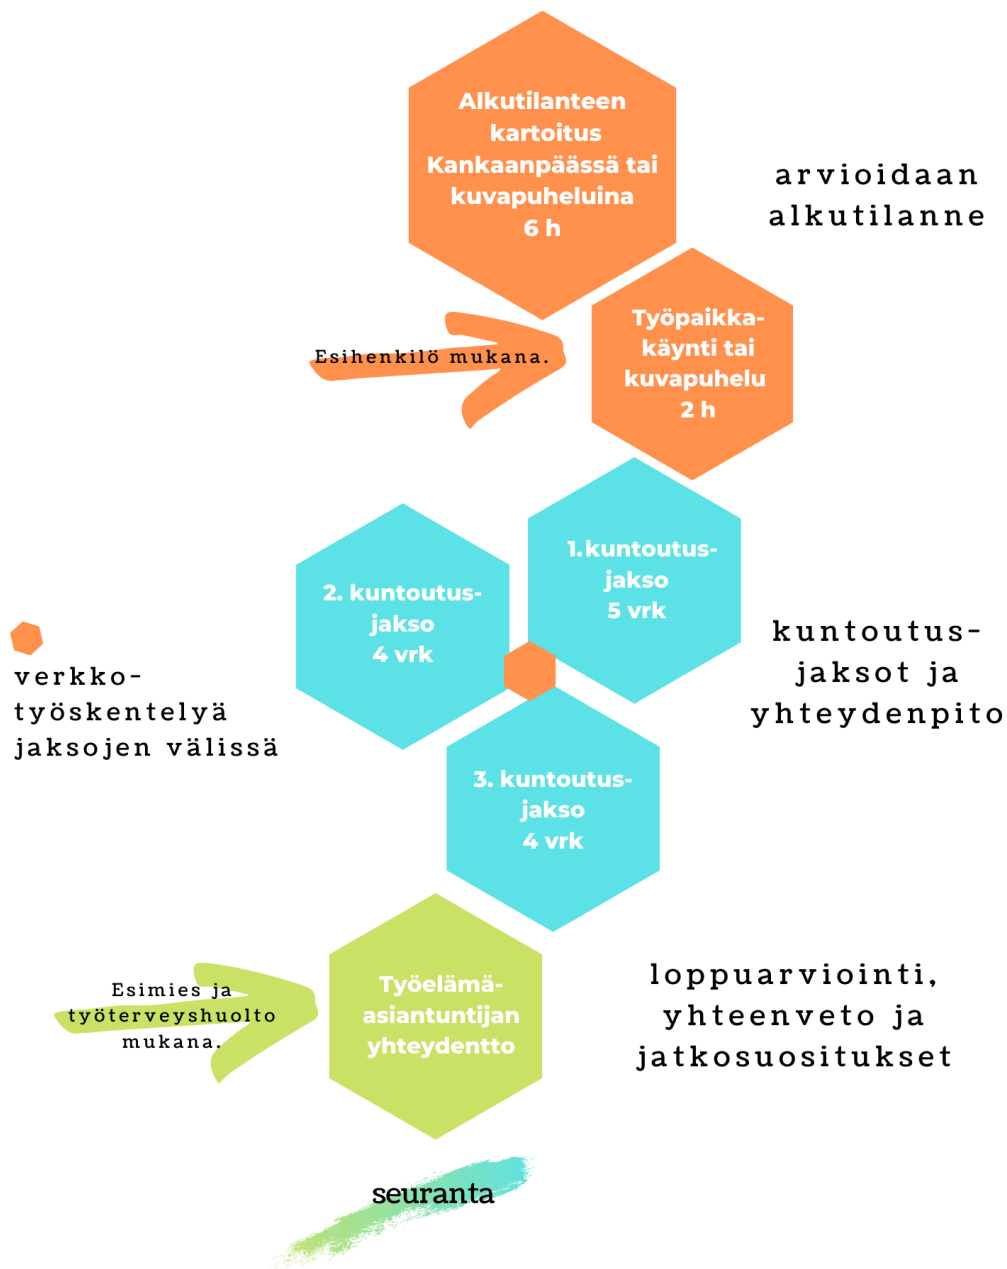 Alkutilanteen
kartoitus
Kankaanpäässä tai
kuvapuheluina
6 h
arvioidaan
alkutilanne
Työpaikka-
käynti tai
kuvapuhelu
2 h
Esihenkilö mukana.
1.kuntoutus-
jakso
5 vrk
2. kuntoutus-
jakso
4 vrk
kuntoutus-
jaksot ja
yhteydenpito
verkko-
työskentelyä
jaksojen välissä
3. kuntoutus-
jakso
4 vrk
Työelämä-
asiantuntijan
yhteydentto
Esimies ja
työterveyshuolto
mukana.
loppuarviointi,
yhteenveto ja
jatkosuositukset
seuranta